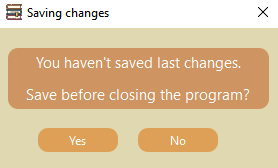 Saving changes
You haven't saved last changes.
Save before closing the program?
Yes
No